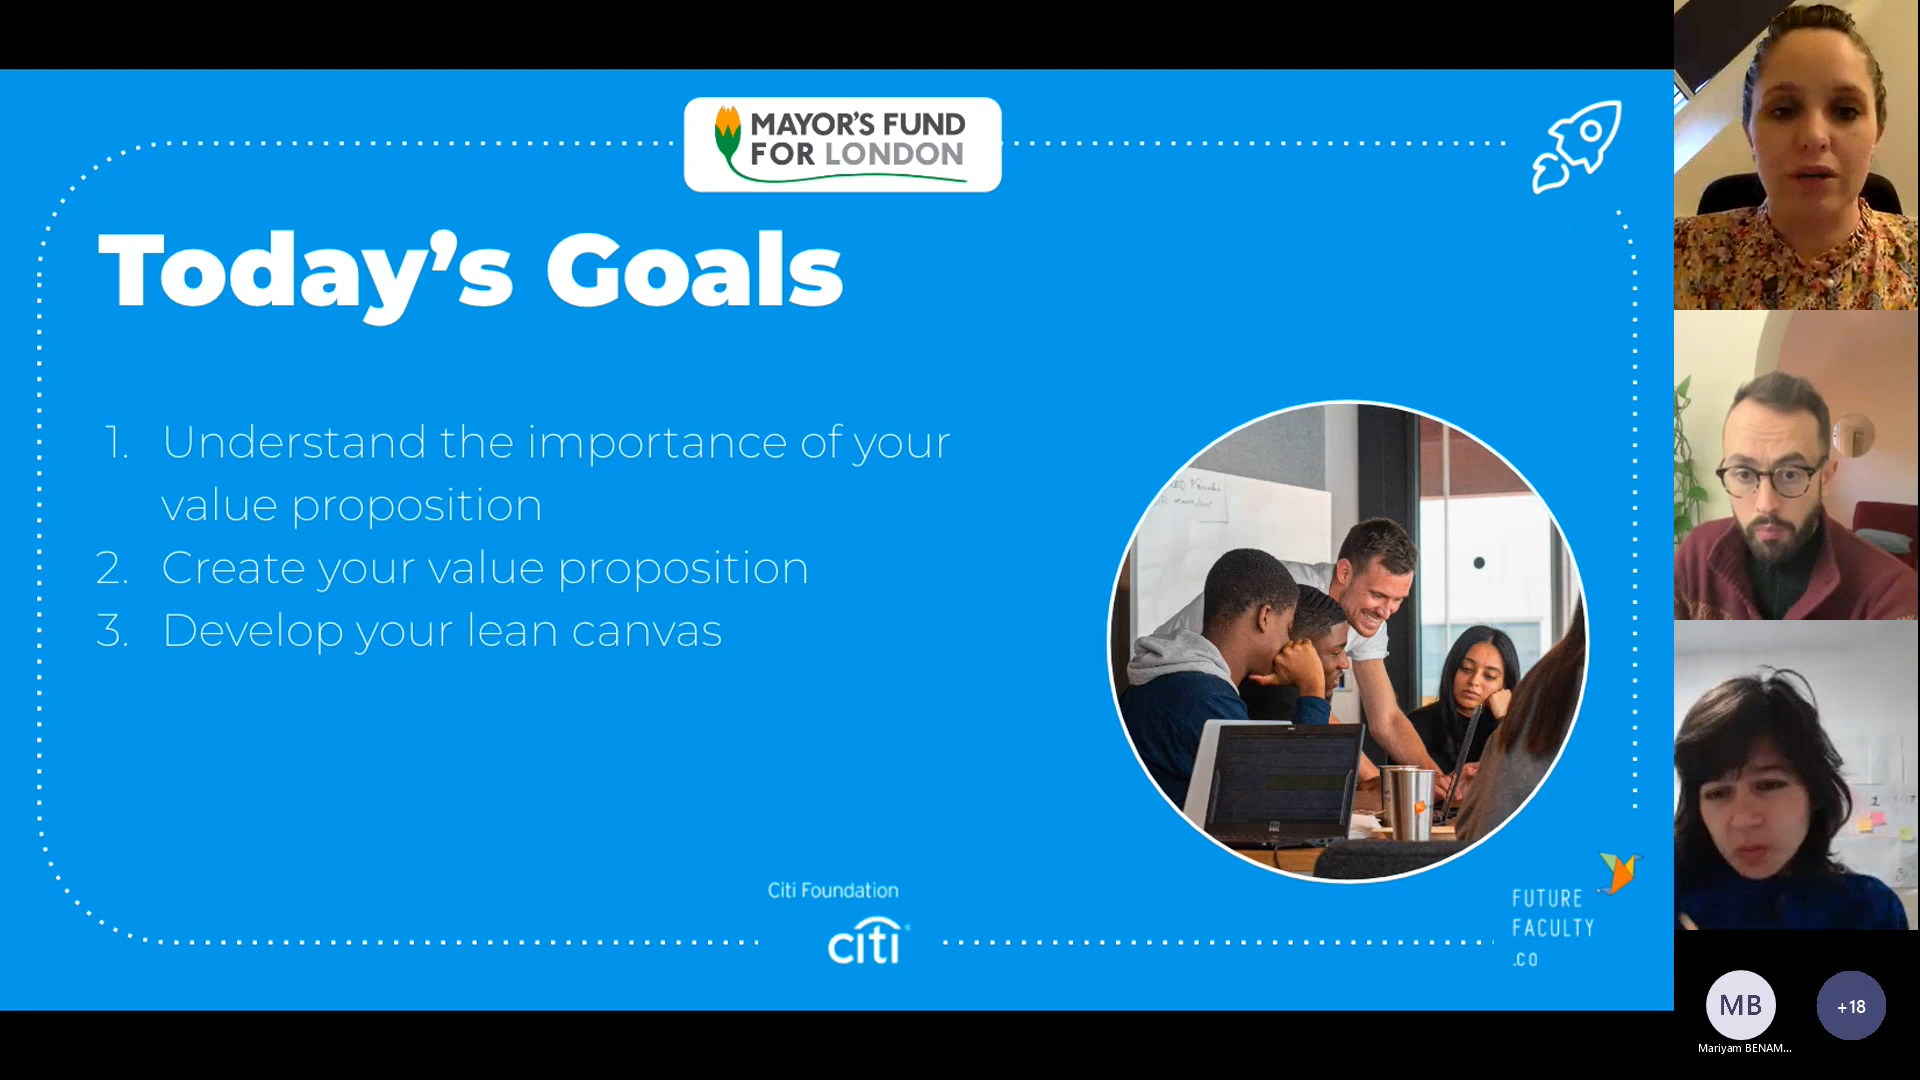 MAYOR'S FUND
FOR LONDON
Today's Goals
1. Understand the importance of your
value proposition
2. Create your value proposition
3. Develop your lean canvas
Citi Foundation
citi
FUTURE
FACULTY
.CO
MB
+18
Mariyam BENAM...